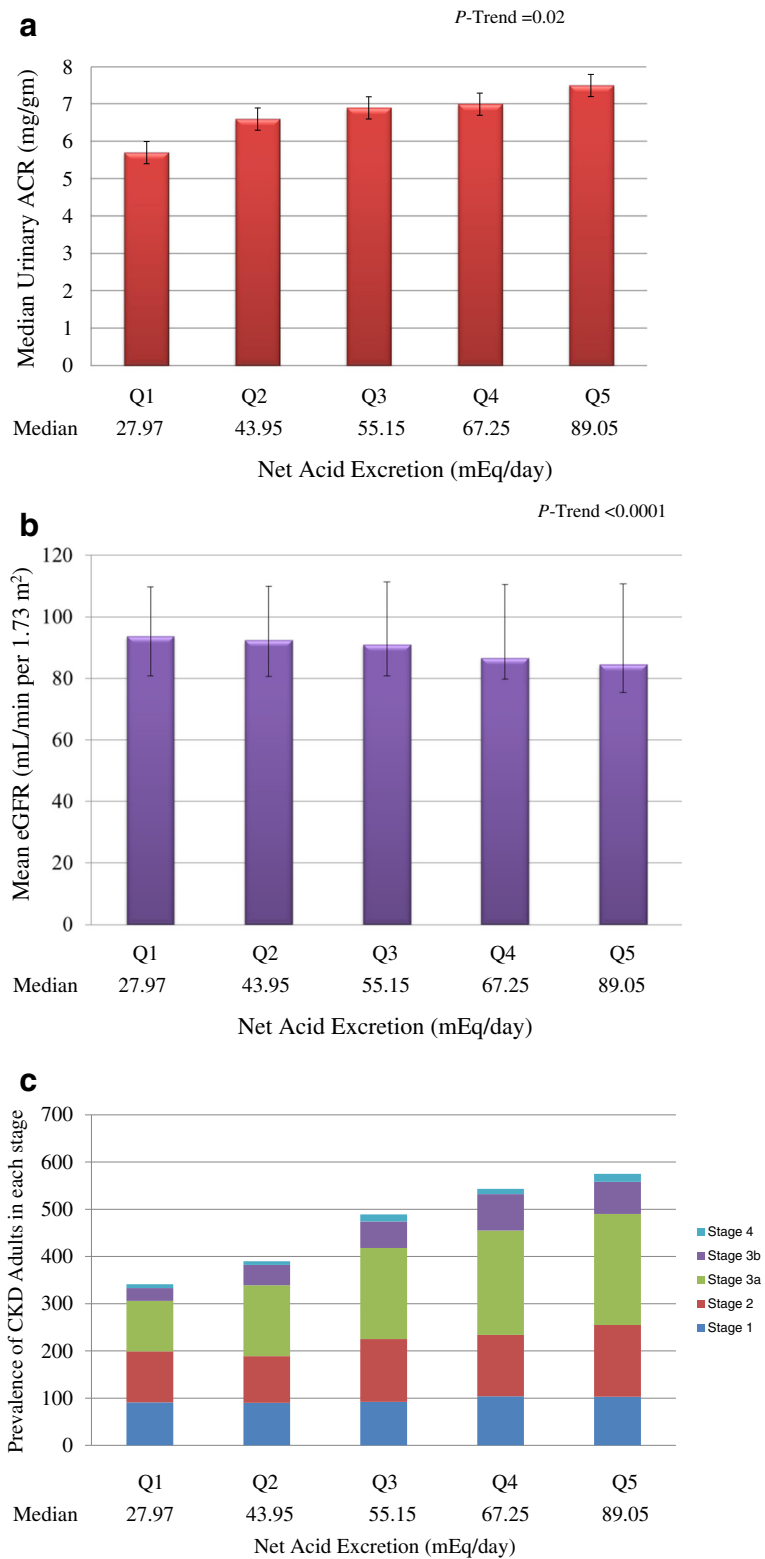 a
P-Trend =0.02
Median Urinary ACR (mg/gm)
8
7
6
5
4
3
2
1
0
Q1 Q2 Q3 Q4 Q5
Median 27.97 43.95 55.15 67.25 89.05
Net Acid Excretion (mEq/day)
b
P-Trend <0.0001
Mean eGFR (mL/min per 1.73 m²)
120
100
80
60
40
20
0
Q1 Q2 Q3 Q4 Q5
Median 27.97 43.95 55.15 67.25 89.05
Net Acid Excretion (mEq/day)
c
Prevalence of CKD Adults in each stage
700
600
500
400
300
200
100
0
Stage 4
Stage 3b
Stage 3a
Stage 2
Stage 1
Q1 Q2 Q3 Q4 Q5
Median 27.97 43.95 55.15 67.25 89.05
Net Acid Excretion (mEq/day)